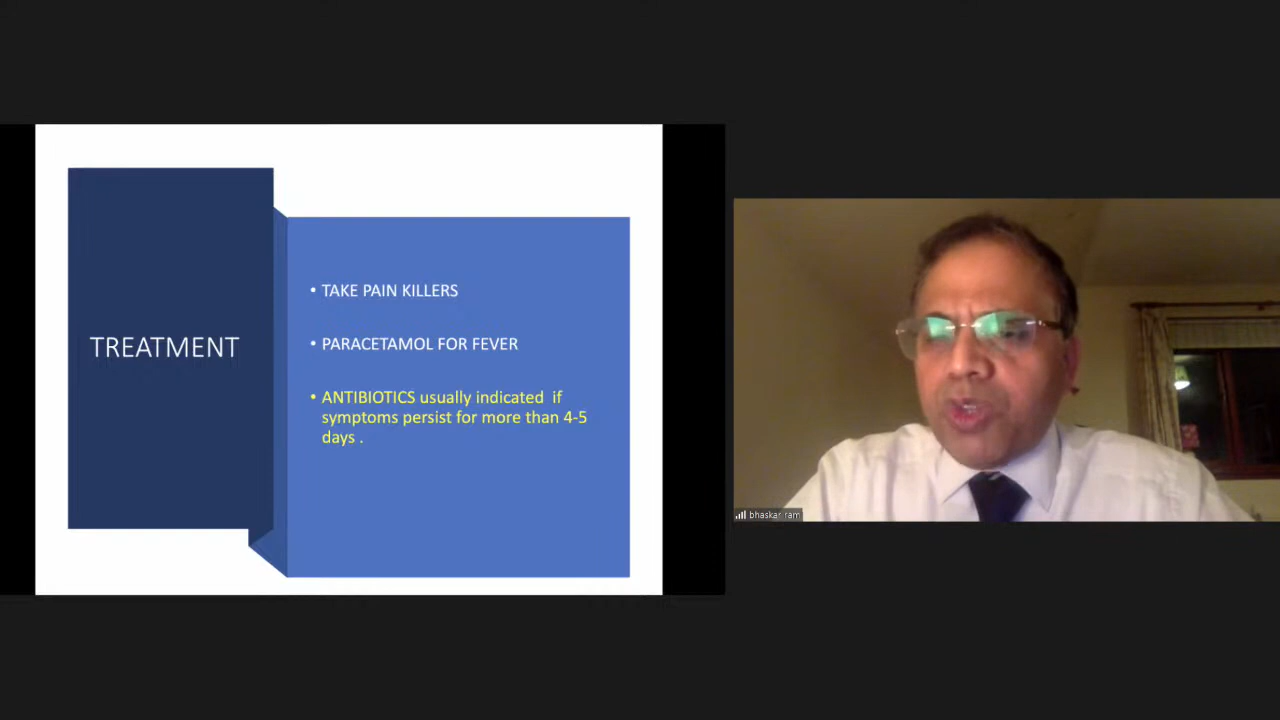 TREATMENT
• TAKE PAIN KILLERS
• PARACETAMOL FOR FEVER
• ANTIBIOTICS usually indicated if
symptoms persist for more than 4-5
days .
bhaskar ram